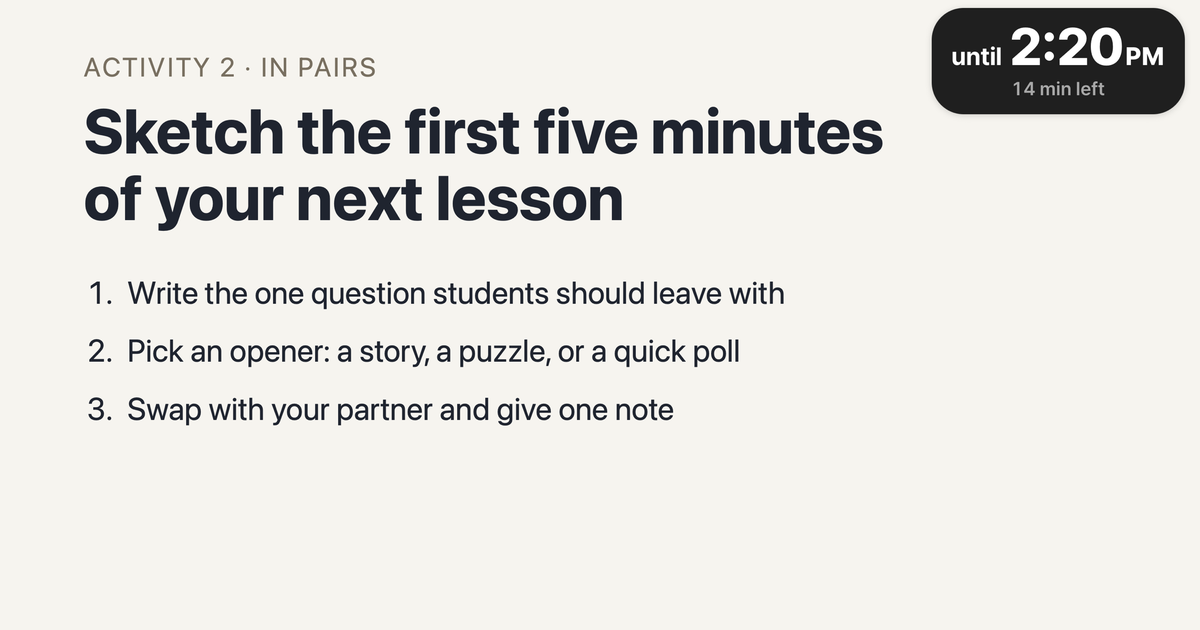 ACTIVITY 2 · IN PAIRS
until 2:20 PM
14 min left
Sketch the first five minutes
of your next lesson
1. Write the one question students should leave with
2. Pick an opener: a story, a puzzle, or a quick poll
3. Swap with your partner and give one note